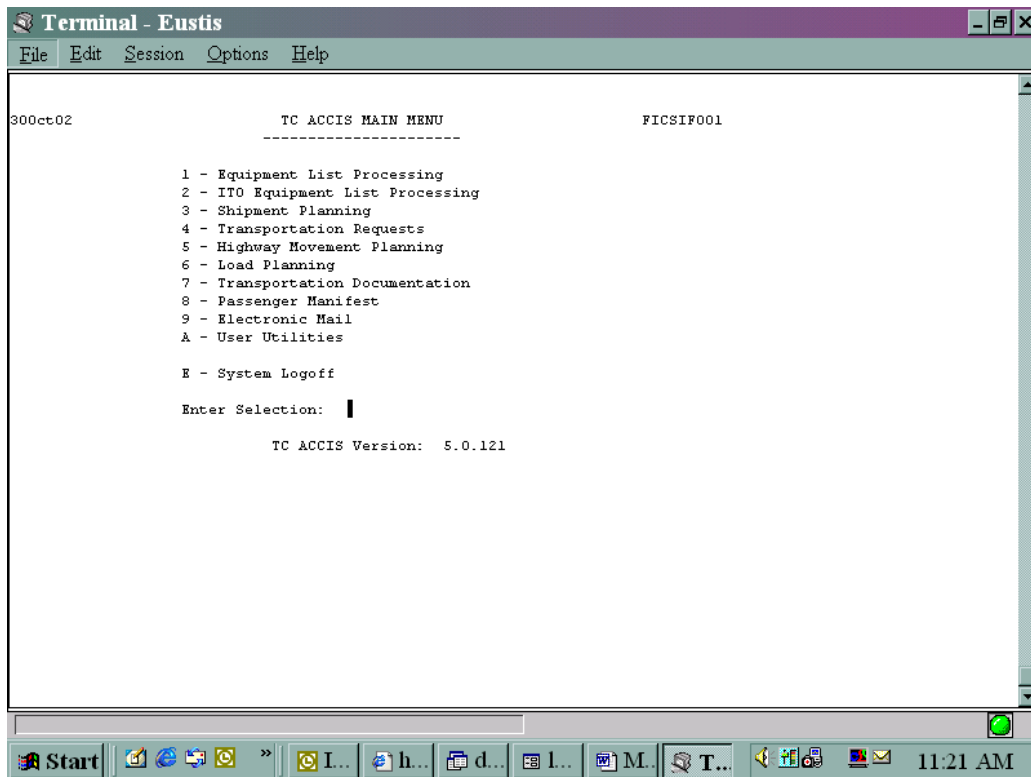 Terminal - Eustis
File Edit Session Options Help
30Oct02 TC ACCIS MAIN MENU FICSIF001
----------------------
1 - Equipment List Processing
2 - ITO Equipment List Processing
3 - Shipment Planning
4 - Transportation Requests
5 - Highway Movement Planning
6 - Load Planning
7 - Transportation Documentation
8 - Passenger Manifest
9 - Electronic Mail
A - User Utilities
E - System Logoff
Enter Selection:
TC ACCIS Version: 5.0.121
Start » I... h... d... l... M... T... 11:21 AM